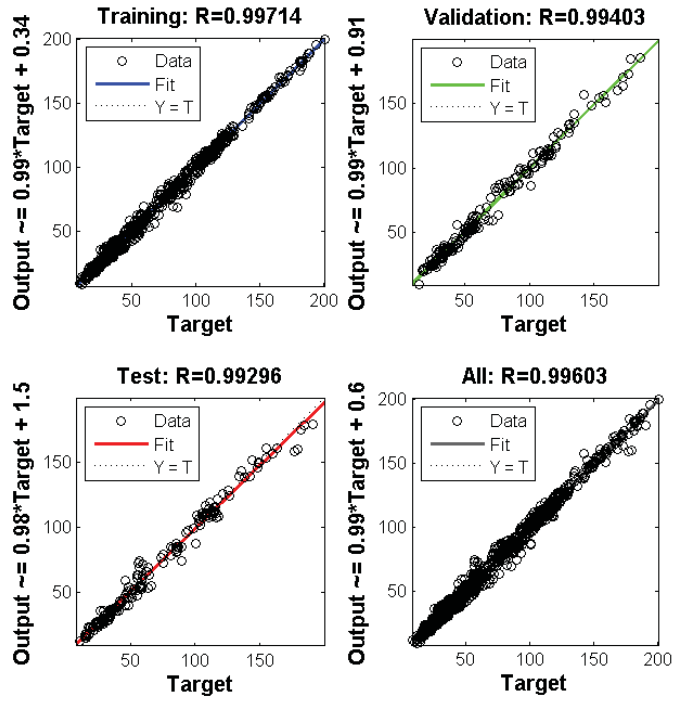 Training: R=0.99714
Output ~= 0.99*Target + 0.34
200
150
100
50
Data
Fit
Y = T
50 100 150 200
Target
Validation: R=0.99403
Output ~= 0.99*Target + 0.91
150
100
50
Data
Fit
Y = T
50 100 150
Target
Test: R=0.99296
Output ~= 0.98*Target + 1.5
150
100
50
Data
Fit
Y = T
50 100 150
Target
All: R=0.99603
Output ~= 0.99*Target + 0.6
200
150
100
50
Data
Fit
Y = T
50 100 150 200
Target